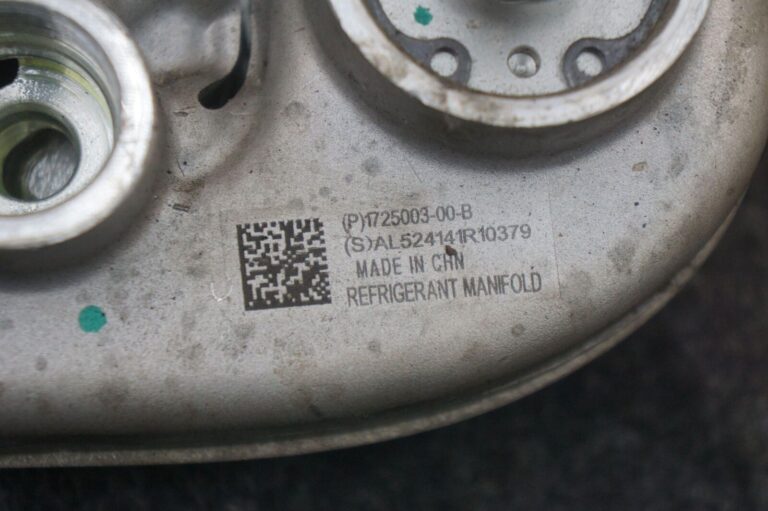 (P)1725003-00-B
(S)AL524141R10379
MADE IN CHN
REFRIGERANT MANIFOLD